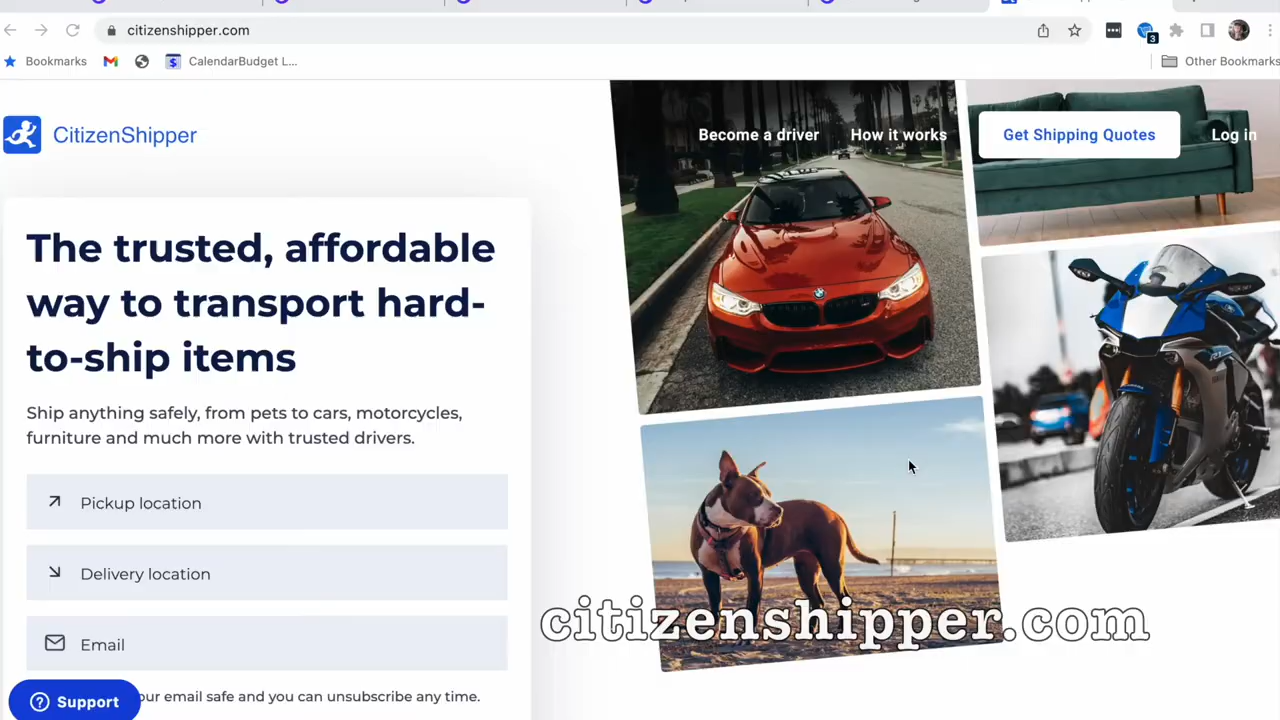 citizenshipper.com
3
Bookmarks
CalendarBudget L...
Other Bookmarks
CitizenShipper
Become a driver
How it works
Get Shipping Quotes
Log in
The trusted, affordable
way to transport hard-
to-ship items
Ship anything safely, from pets to cars, motorcycles,
furniture and much more with trusted drivers.
Pickup location
Delivery location
Email
our email safe and you can unsubscribe any time.
Support
citizenshipper.com